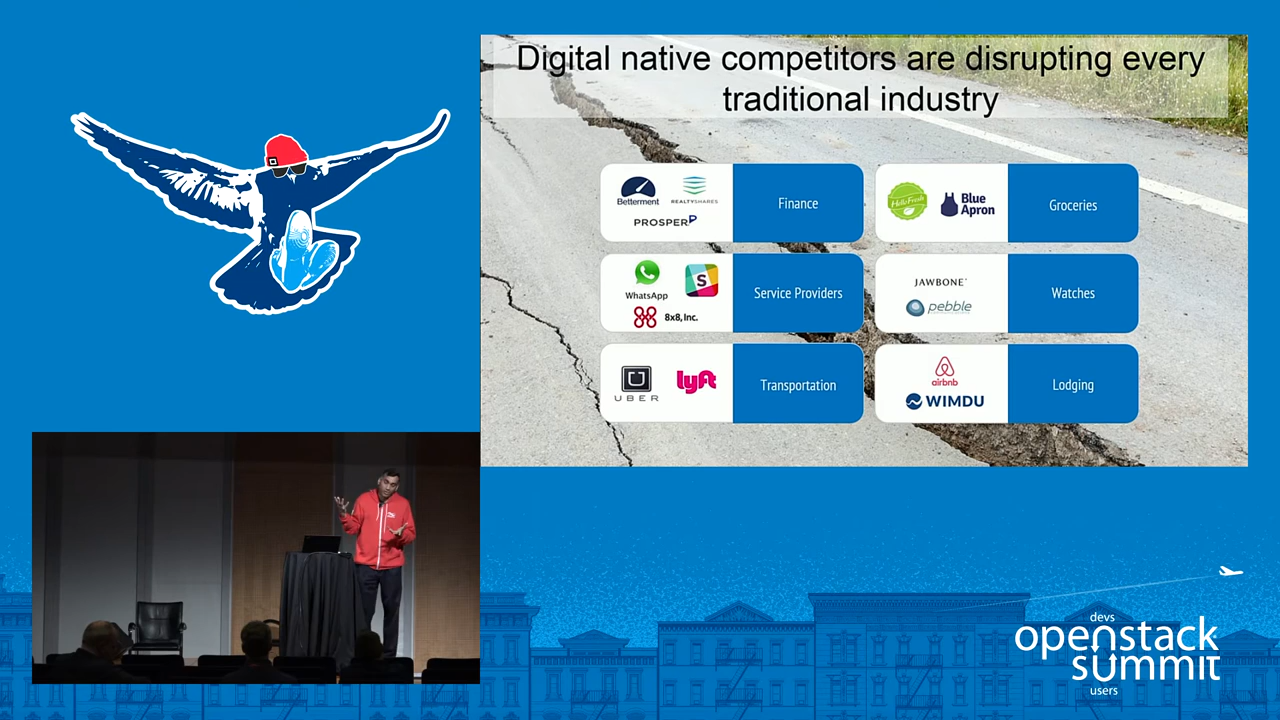 Digital native competitors are disrupting every
traditional industry
Betterment
REALTYSHARES
PROSPER
Finance
HelloFresh
Blue
Apron
Groceries
WhatsApp
S
8x8, Inc.
Service Providers
JAWBONE
pebble
Watches
UBER
lyft
Transportation
airbnb
WIMDU
Lodging
devs
openstack
summit
users